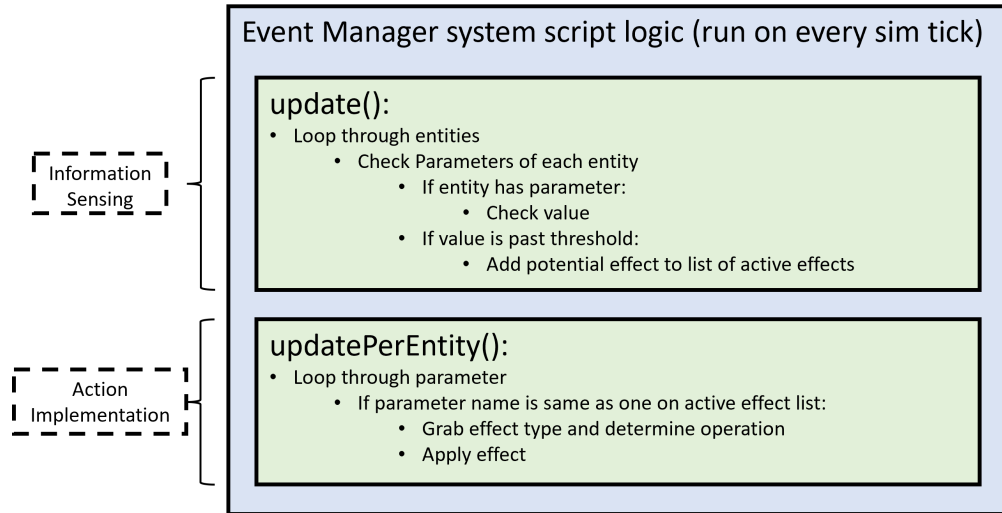 Event Manager system script logic (run on every sim tick)
update():
• Loop through entities
• Check Parameters of each entity
• If entity has parameter:
• Check value
• If value is past threshold:
• Add potential effect to list of active effects
Information
Sensing
updatePerEntity():
• Loop through parameter
• If parameter name is same as one on active effect list:
• Grab effect type and determine operation
• Apply effect
Action
Implementation